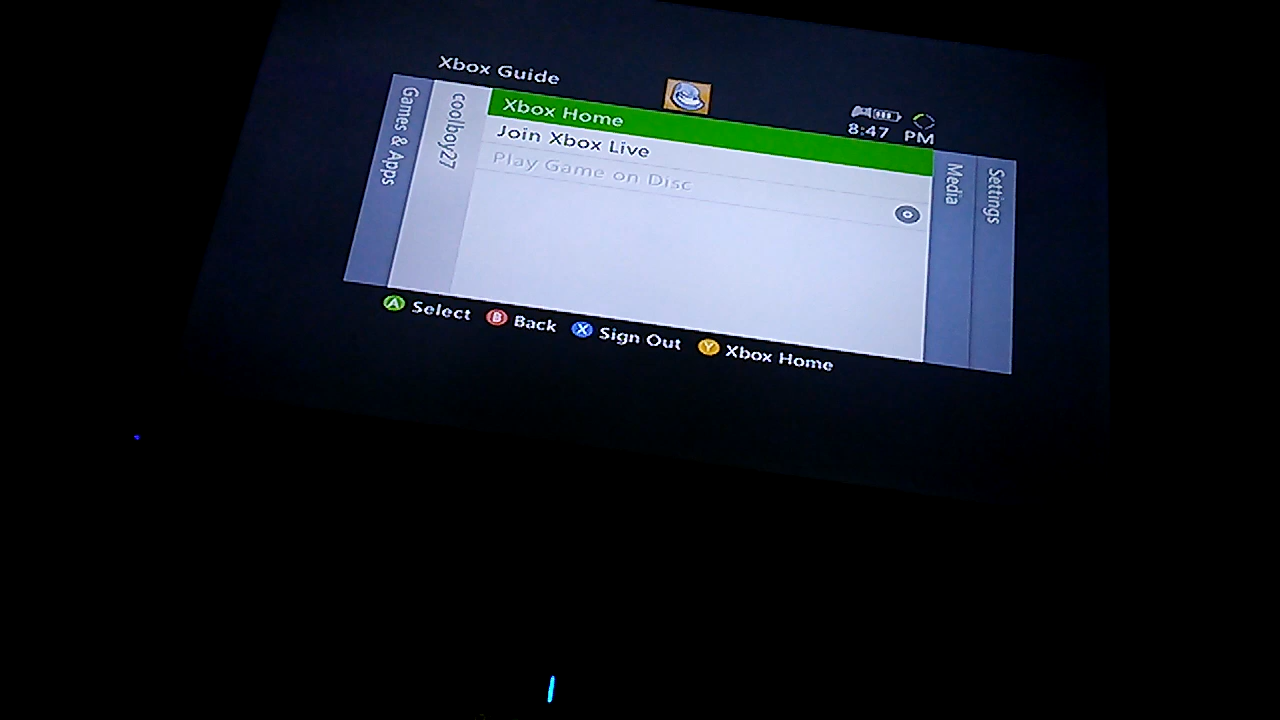 Xbox Guide
8:47 PM
Games & Apps
coolboy27
Xbox Home
Join Xbox Live
Play Game on Disc
Media
Settings
A Select B Back X Sign Out Y Xbox Home